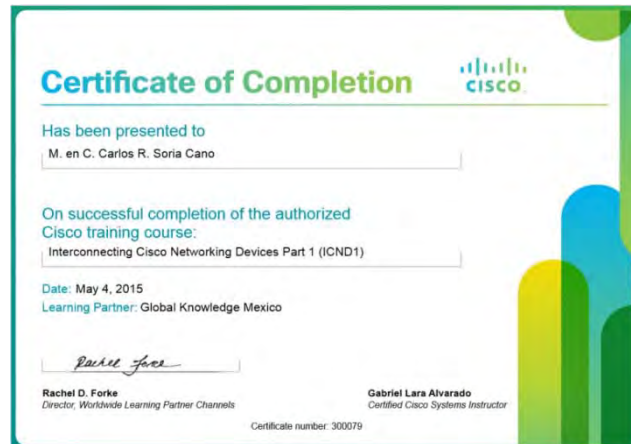 Certificate of Completion
CISCO
Has been presented to
M. en C. Carlos R. Soria Cano
On successful completion of the authorized
Cisco training course:
Interconnecting Cisco Networking Devices Part 1 (ICND1)
Date: May 4, 2015
Learning Partner: Global Knowledge Mexico
Rachel Forke
Rachel D. Forke
Director, Worldwide Learning Partner Channels
Gabriel Lara Alvarado
Certified Cisco Systems Instructor
Certificate number: 300079